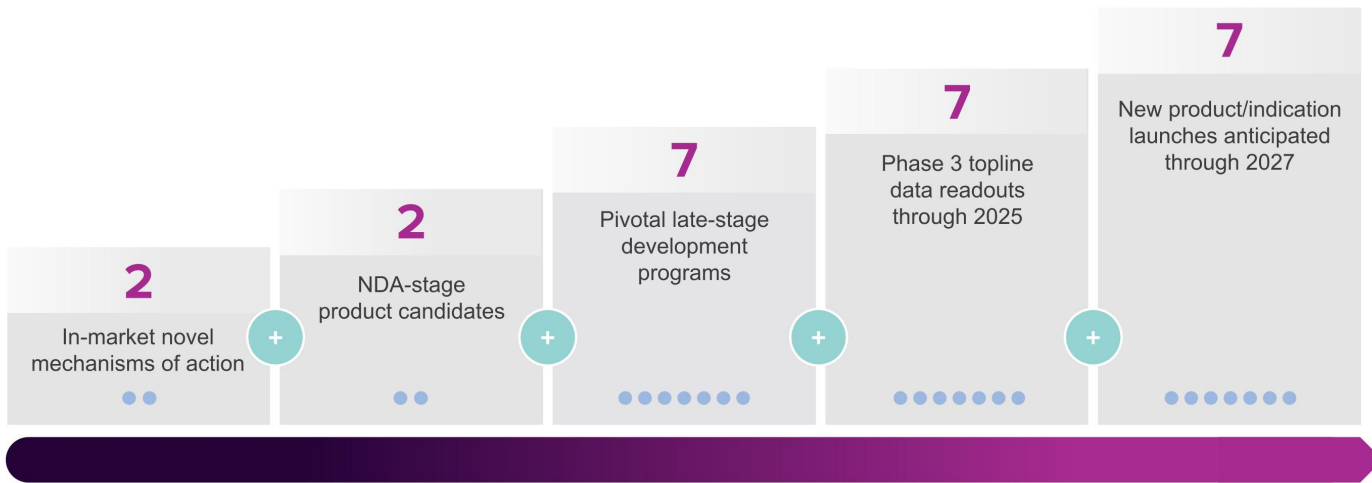 2
In-market novel
mechanisms of action
+
2
NDA-stage
product candidates
+
7
Pivotal late-stage
development
programs
+
7
Phase 3 topline
data readouts
through 2025
+
7
New product/indication
launches anticipated
through 2027